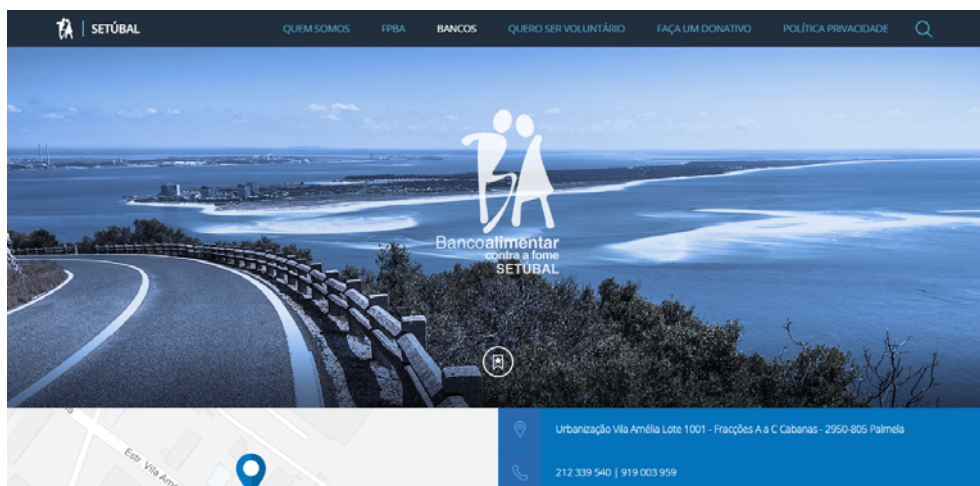 BA | SETÚBAL QUEM SOMOS FPBA BANCOS QUERO SER VOLUNTÁRIO FAÇA UM DONATIVO POLÍTICA PRIVACIDADE
BA
Bancoalimentar
contra a fome
SETÚBAL
Urbanização Vila Amélia Lote 1001 - Fracções A a C Cabanas - 2950-805 Palmela
Estr. Vila Am
212 339 540 | 919 003 959